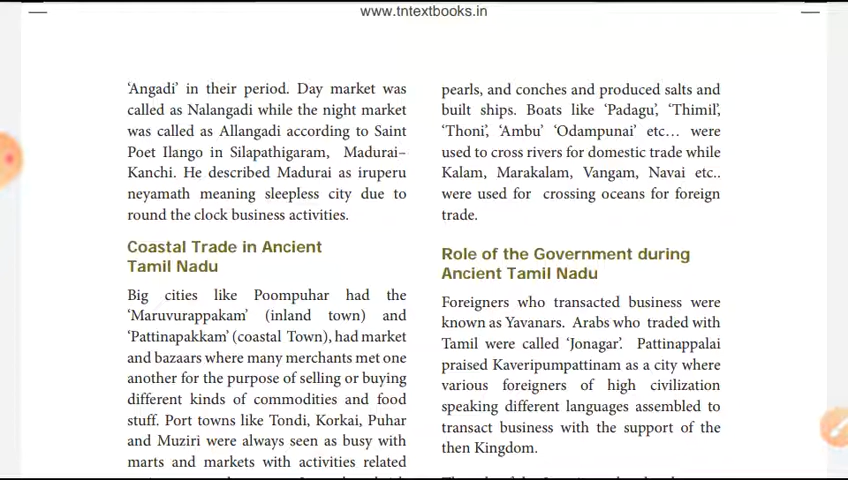 www.tntextbooks.in
'Angadi' in their period. Day market was
called as Nalangadi while the night market
was called as Allangadi according to Saint
Poet Ilango in Silapathigaram, Madurai–
Kanchi. He described Madurai as iruperu
neyamath meaning sleepless city due to
round the clock business activities.
Coastal Trade in Ancient
Tamil Nadu
Big cities like Poompuhar had the
'Maruvurappakam' (inland town) and
'Pattinapakkam' (coastal Town), had market
and bazaars where many merchants met one
another for the purpose of selling or buying
different kinds of commodities and food
stuff. Port towns like Tondi, Korkai, Puhar
and Muziri were always seen as busy with
marts and markets with activities related
pearls, and conches and produced salts and
built ships. Boats like 'Padagu', 'Thimil',
'Thoni', 'Ambu' 'Odampunai' etc… were
used to cross rivers for domestic trade while
Kalam, Marakalam, Vangam, Navai etc..
were used for crossing oceans for foreign
trade.
Role of the Government during
Ancient Tamil Nadu
Foreigners who transacted business were
known as Yavanars. Arabs who traded with
Tamil were called 'Jonagar'. Pattinappalai
praised Kaveripumpattinam as a city where
various foreigners of high civilization
speaking different languages assembled to
transact business with the support of the
then Kingdom.